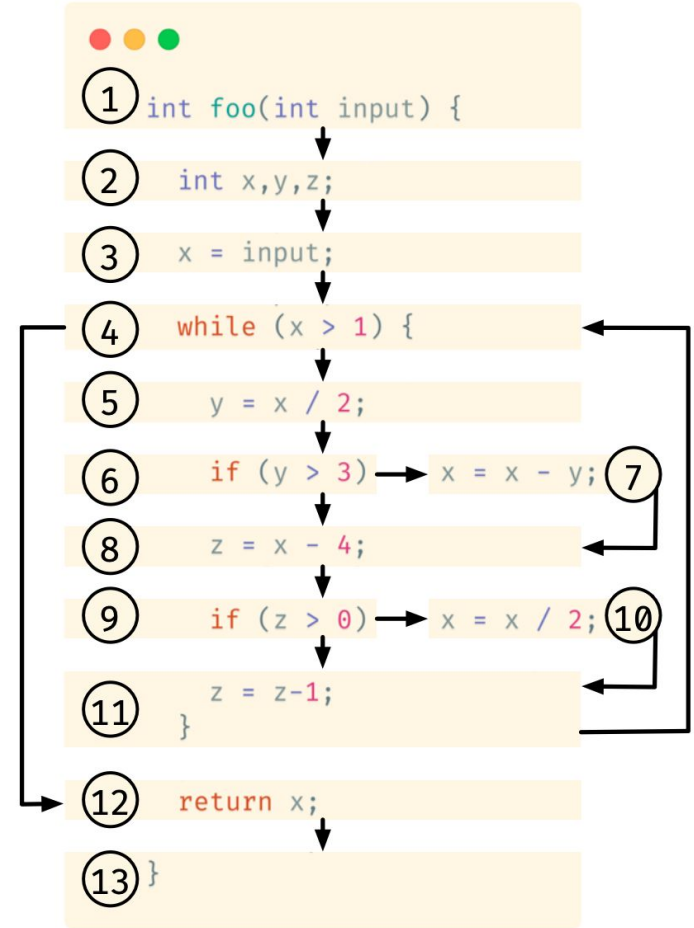 1 int foo(int input) {
2 int x,y,z;
3 x = input;
4 while (x > 1) {
5 y = x / 2;
6 if (y > 3) x = x - y; 7
8 z = x - 4;
9 if (z > 0) x = x / 2; 10
11 z = z-1;
}
12 return x;
13 }